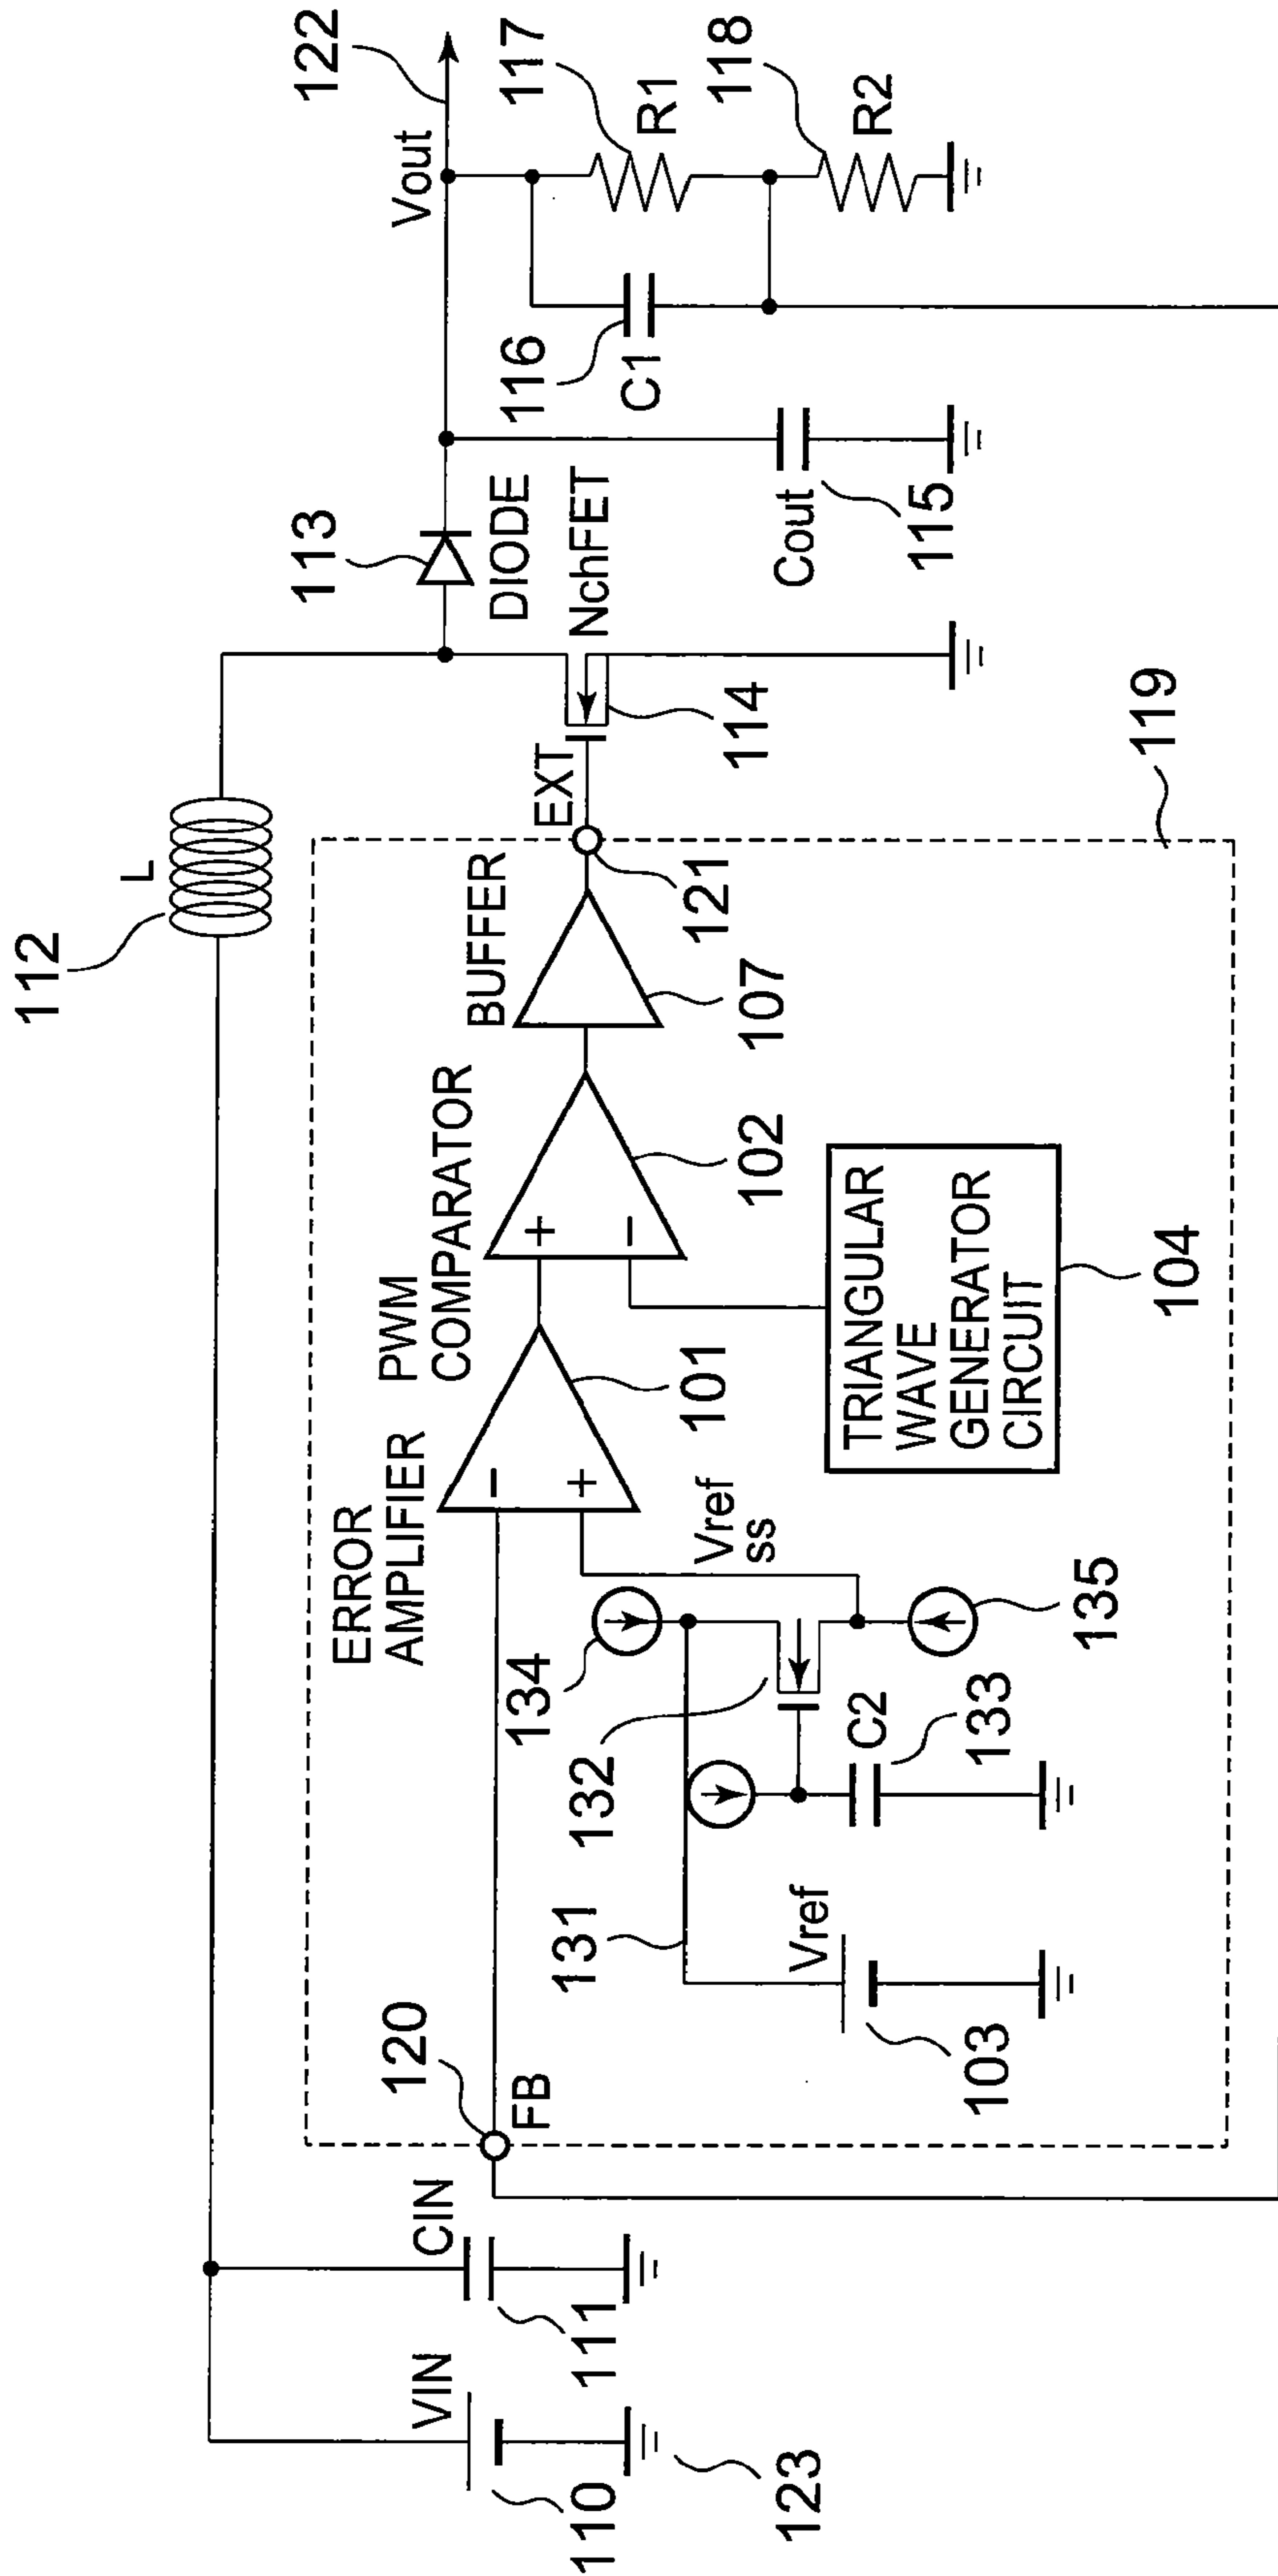 112
L
122
Vout
113
DIODE
117
R1
116
C1
118
R2
NchFET
114
Cout
115
EXT
121
BUFFER
107
PWM
COMPARATOR
102
ERROR
AMPLIFIER
101
-
+
+
-
TRIANGULAR
WAVE
GENERATOR
CIRCUIT
104
119
Vref
ss
134
132
135
C2
133
131
Vref
103
120
FB
CIN
111
VIN
110
123